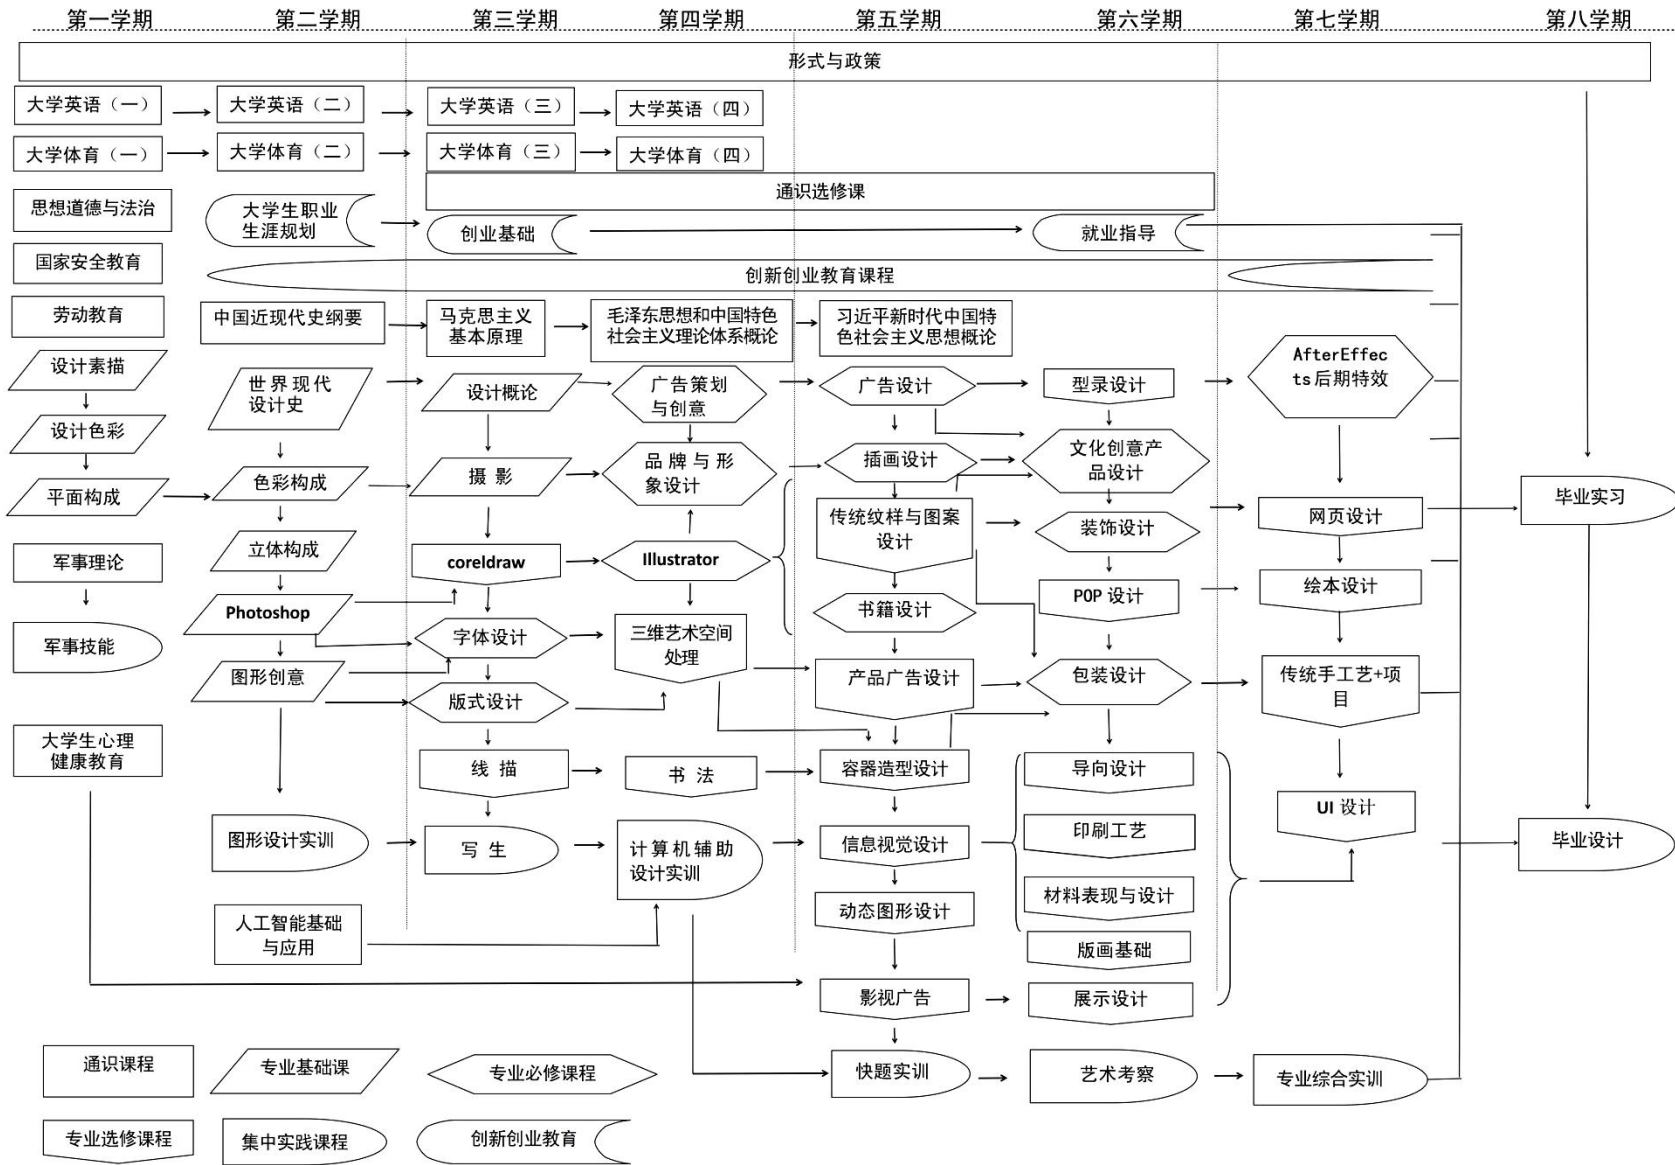 第一学期 第二学期 第三学期 第四学期 第五学期 第六学期 第七学期 第八学期
形式与政策
大学英语（一） 大学英语（二） 大学英语（三） 大学英语（四）
大学体育（一） 大学体育（二） 大学体育（三） 大学体育（四）
通识选修课
思想道德与法治
大学生职业
生涯规划
创业基础
就业指导
国家安全教育
创新创业教育课程
劳动教育
中国近现代史纲要
马克思主义
基本原理
毛泽东思想和中国特色
社会主义理论体系概论
习近平新时代中国特
色社会主义思想概论
设计素描
世界现代
设计史
设计概论
广告策划
与创意
广告设计
型录设计
AfterEffec
ts后期特效
设计色彩
平面构成
色彩构成
摄影
品牌与形
象设计
插画设计
文化创意产
品设计
毕业实习
传统纹样与图案
设计
装饰设计
网页设计
军事理论
立体构成
coreldraw
Illustrator
Photoshop
书籍设计
POP设计
绘本设计
军事技能
字体设计
三维艺术空间
处理
图形创意
版式设计
产品广告设计
包装设计
传统手工艺+项
目
大学生心理
健康教育
线描
书法
容器造型设计
导向设计
UI设计
图形设计实训
写生
计算机辅助
设计实训
信息视觉设计
印刷工艺
毕业设计
人工智能基础
与应用
动态图形设计
材料表现与设计
版画基础
影视广告
展示设计
快题实训
艺术考察
专业综合实训
通识课程
专业基础课
专业必修课程
专业选修课程
集中实践课程
创新创业教育